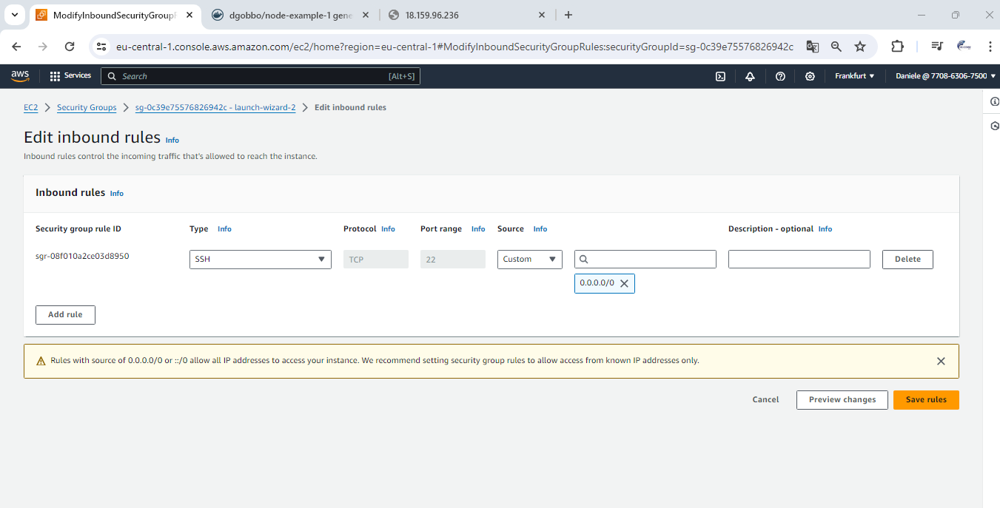 ModifyInboundSecurityGroupR
dgobbo/node-example-1 gene
18.159.96.236
eu-central-1.console.aws.amazon.com/ec2/home?region=eu-central-1#ModifyInboundSecurityGroupRules:securityGroupId=sg-0c39e75576826942c
aws Services Search [Alt+S] Frankfurt Daniele @ 7708-6306-7500
EC2 Security Groups sg-0c39e75576826942c - launch-wizard-2 Edit inbound rules
Edit inbound rules Info
Inbound rules control the incoming traffic that's allowed to reach the instance.
Inbound rules Info
Security group rule ID Type Info Protocol Info Port range Info Source Info Description - optional Info
sgr-08f010a2ce03d8950 SSH TCP 22 Custom Delete
0.0.0.0/0
Add rule
Rules with source of 0.0.0.0/0 or ::/0 allow all IP addresses to access your instance. We recommend setting security group rules to allow access from known IP addresses only.
Cancel Preview changes Save rules